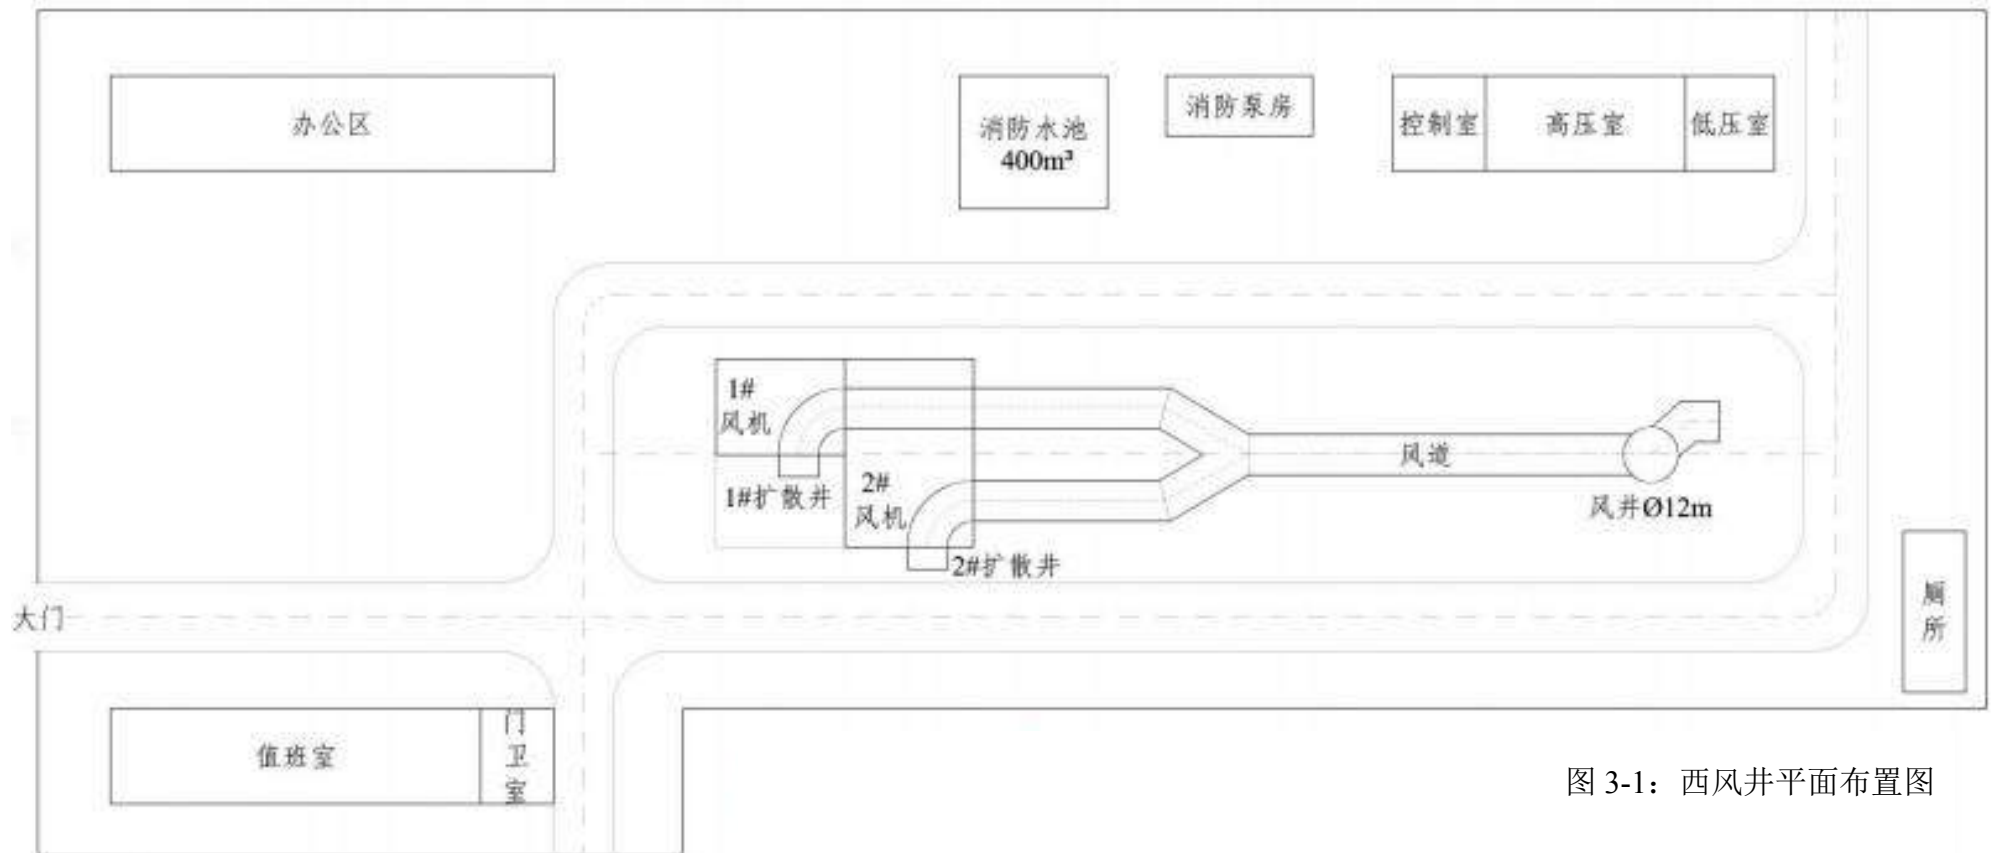 办公区
消防水池
400m³
消防泵房
控制室
高压室
低压室
1#
风机
1#扩散井
2#
风机
2#扩散井
风道
风井Ø12m
厕
所
大门
值班室
门
卫
室
图 3-1：西风井平面布置图